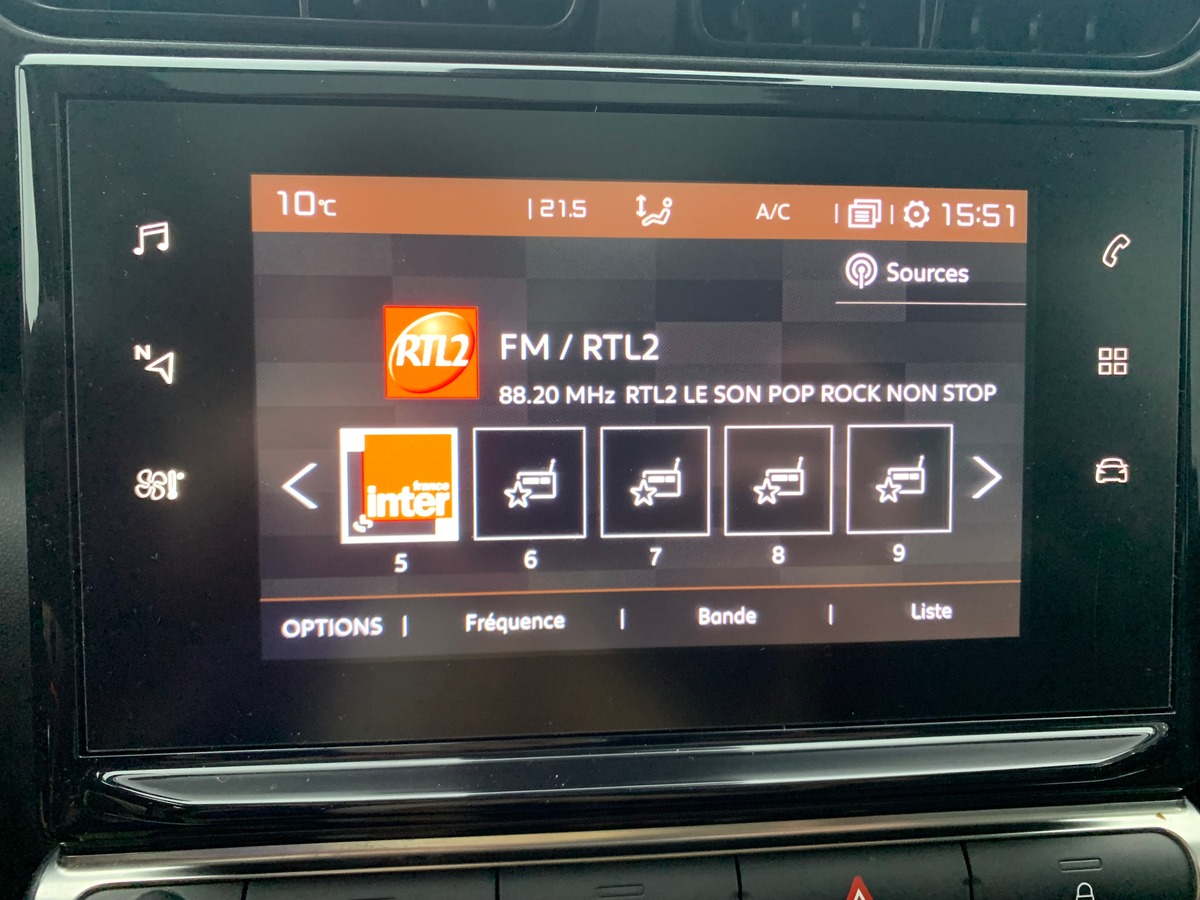 10°C | 21.5 A/C | | 15:51
Sources
RTL2
FM / RTL2
88.20 MHz RTL2 LE SON POP ROCK NON STOP
N
france
inter
5 6 7 8 9
OPTIONS | Fréquence | Bande | Liste